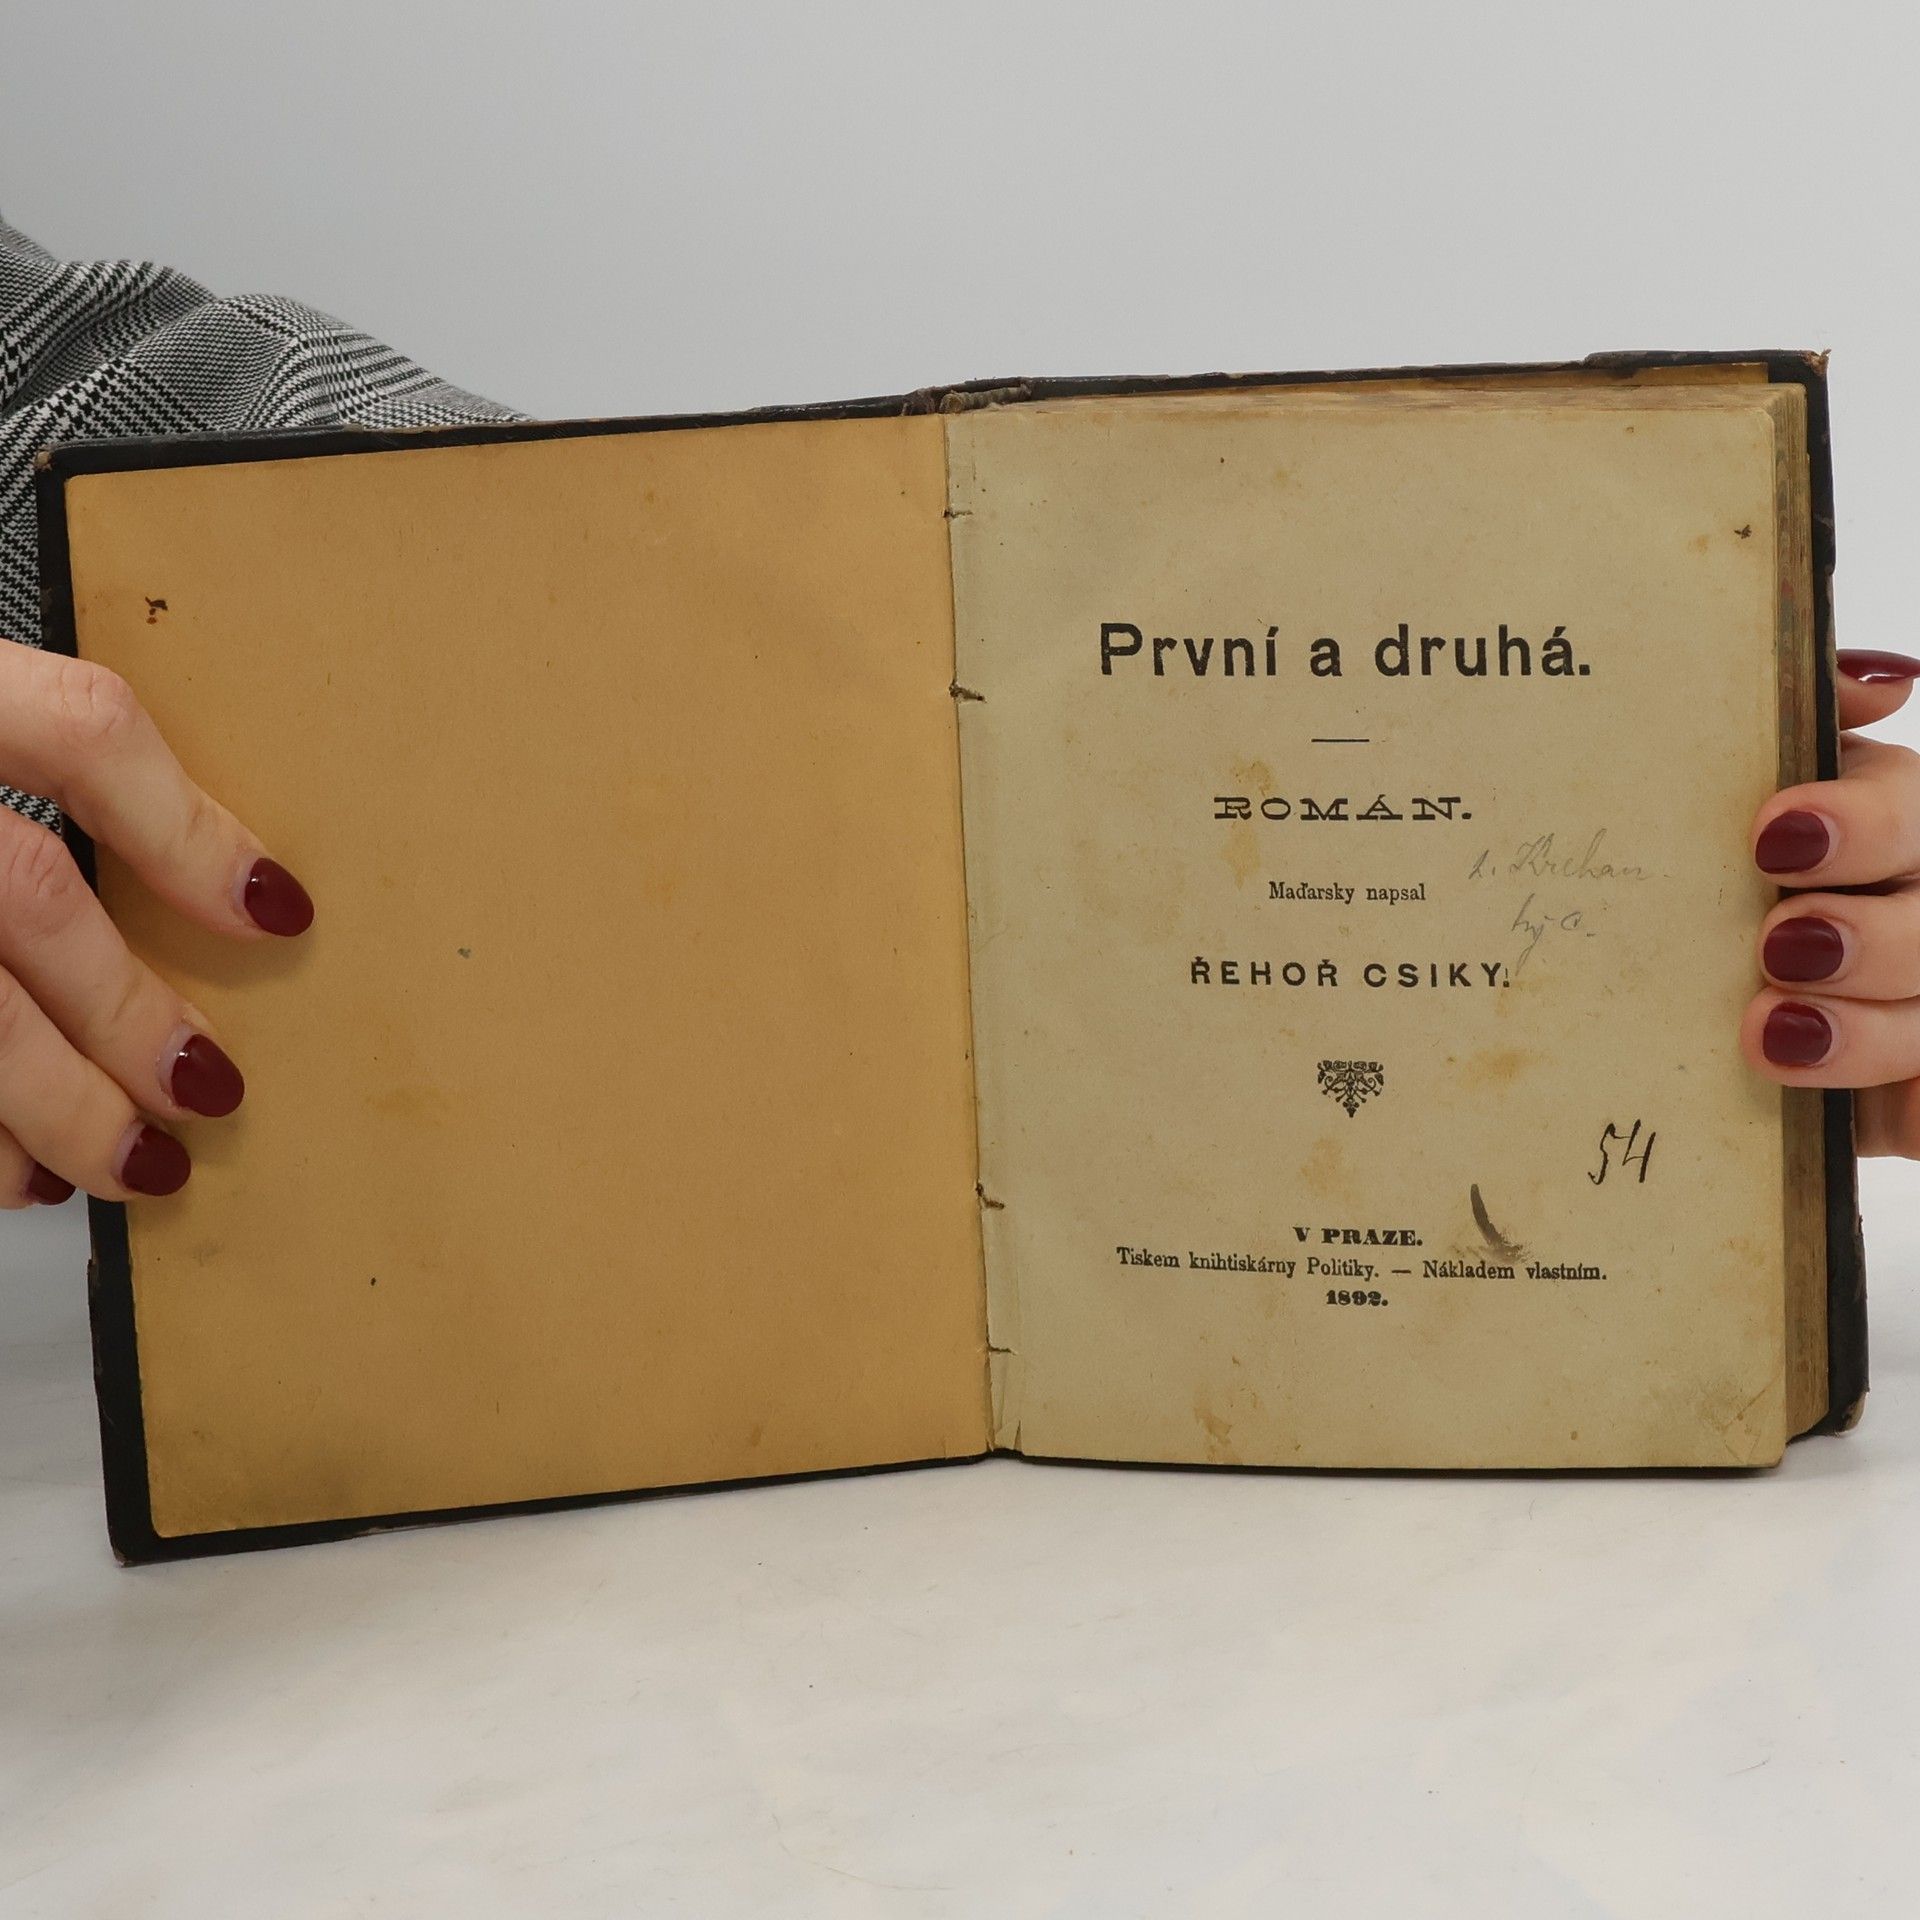 První a druhá.
ROMÁN.
Maďarsky napsal
ŘEHOŘ CSIKY.
54
V PRAZE.
Tiskem knihtiskárny Politiky. — Nákladem vlastním.
1892.